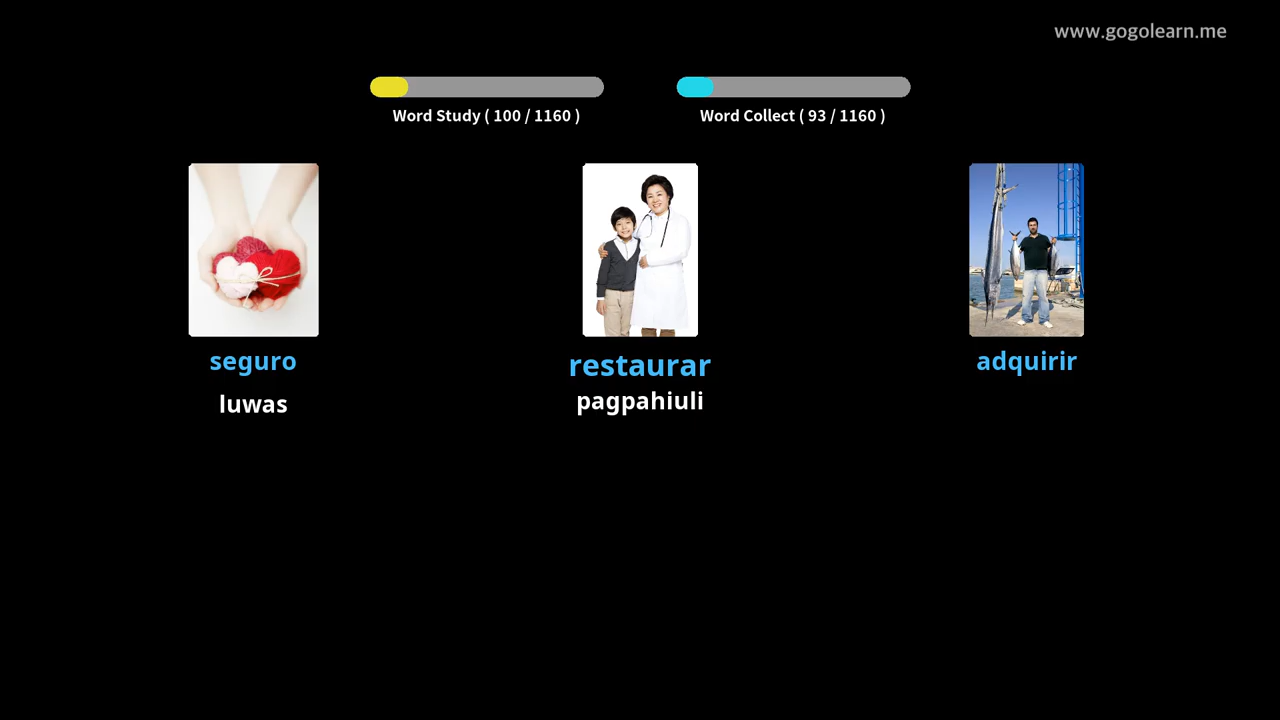 www.gogolearn.me
Word Study ( 100 / 1160 )
Word Collect ( 93 / 1160 )
seguro
luwas
restaurar
pagpahiuli
adquirir